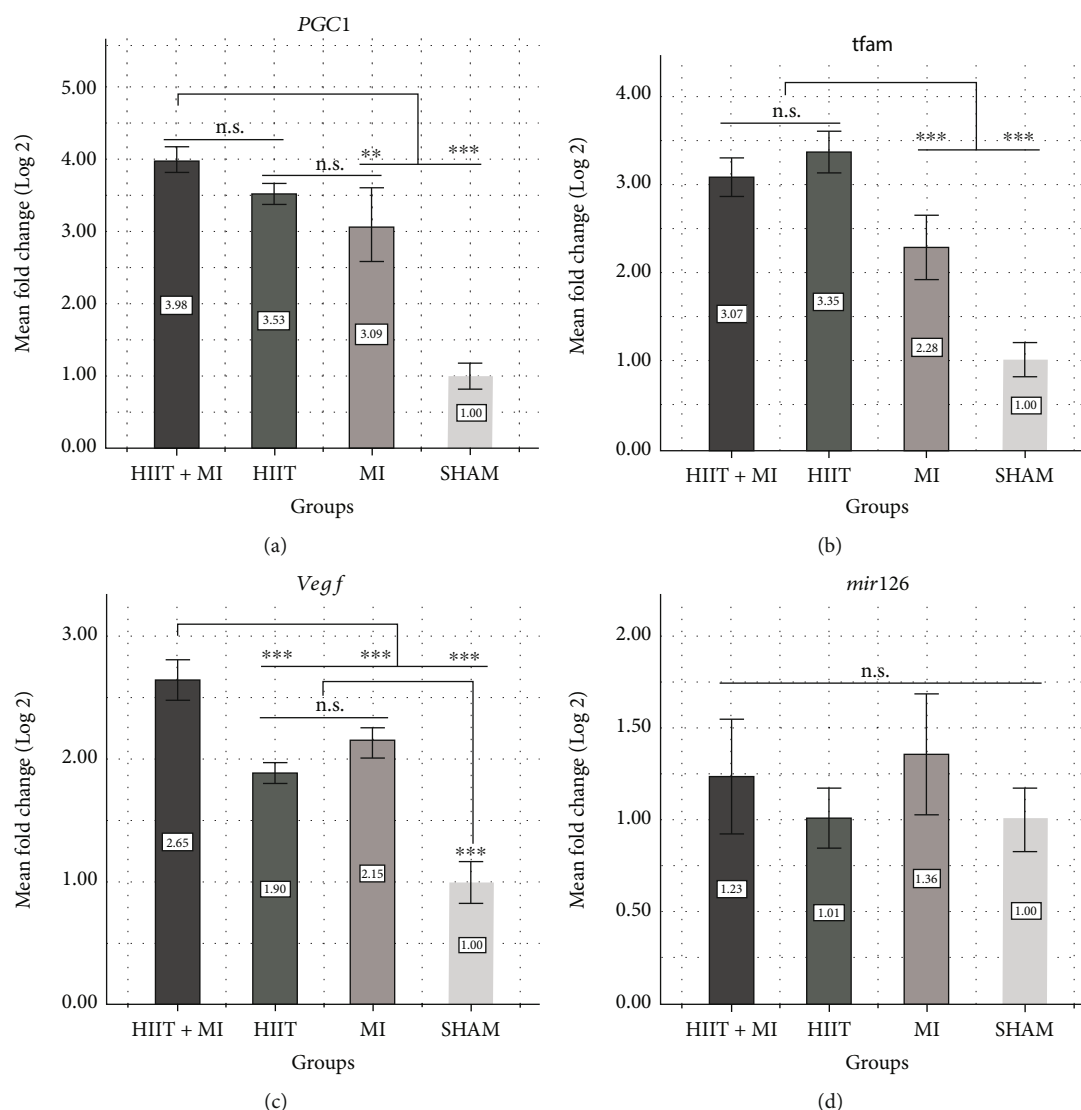 PGC1
5.00
4.00
3.00
2.00
1.00
0.00
Mean fold change (Log 2)
n.s.
n.s.
**
***
3.98
3.53
3.09
1.00
HIIT + MI
HIIT
MI
SHAM
Groups
(a)
tfam
4.00
3.00
2.00
1.00
0.00
Mean fold change (Log 2)
n.s.
***
***
3.07
3.35
2.28
1.00
HIIT + MI
HIIT
MI
SHAM
Groups
(b)
Vegf
3.00
2.00
1.00
0.00
Mean fold change (Log 2)
***
***
***
n.s.
***
2.65
1.90
2.15
1.00
HIIT + MI
HIIT
MI
SHAM
Groups
(c)
mir126
2.00
1.50
1.00
0.50
0.00
Mean fold change (Log 2)
n.s.
1.23
1.01
1.36
1.00
HIIT + MI
HIIT
MI
SHAM
Groups
(d)